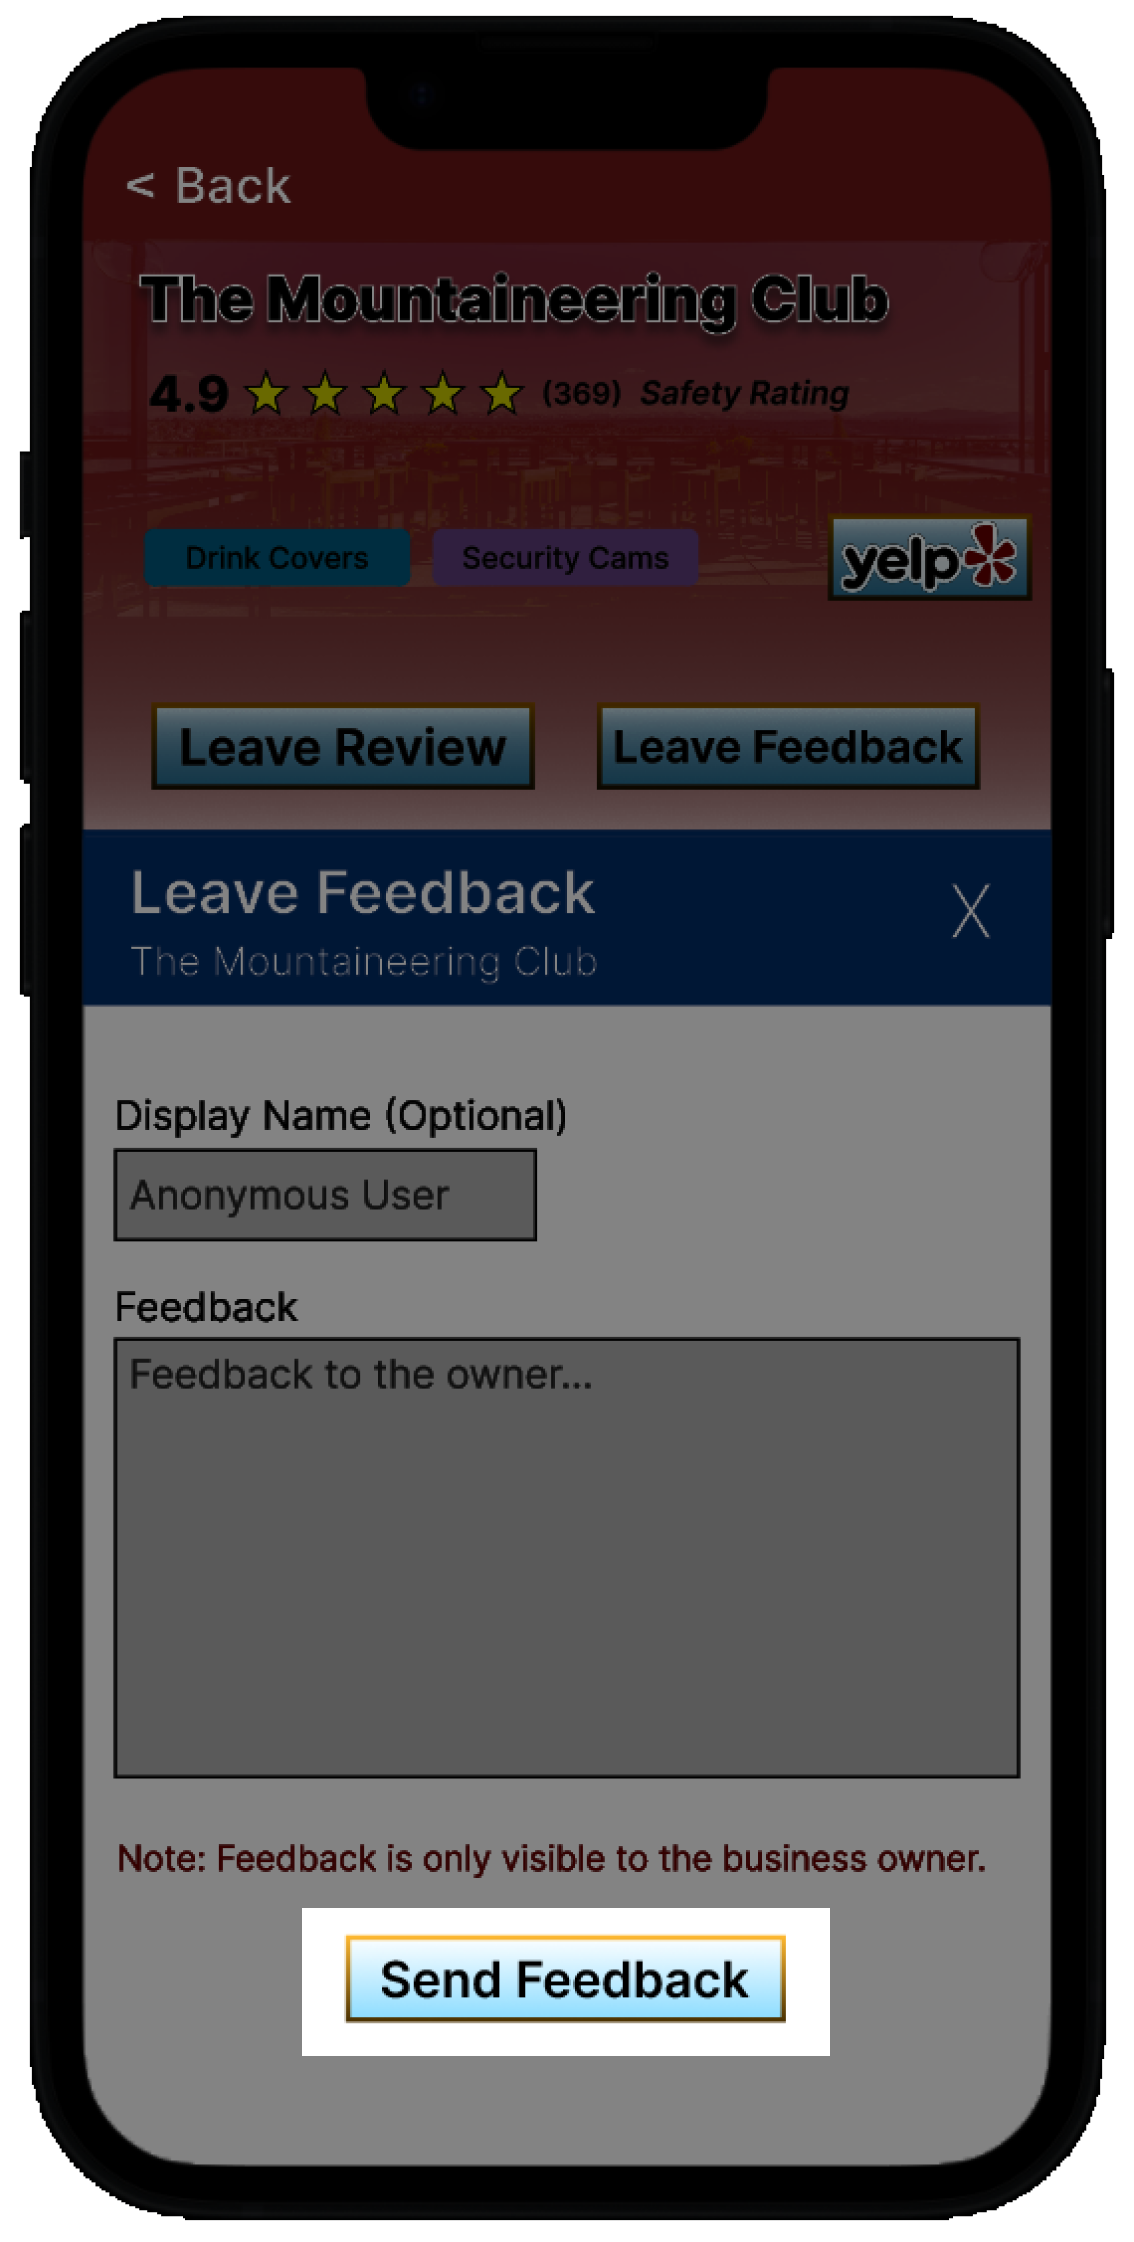 < Back
The Mountaineering Club
4.9 (369) Safety Rating
Drink Covers Security Cams yelp
Leave Review Leave Feedback
Leave Feedback X
The Mountaineering Club
Display Name (Optional)
Anonymous User
Feedback
Feedback to the owner...
Note: Feedback is only visible to the business owner.
Send Feedback